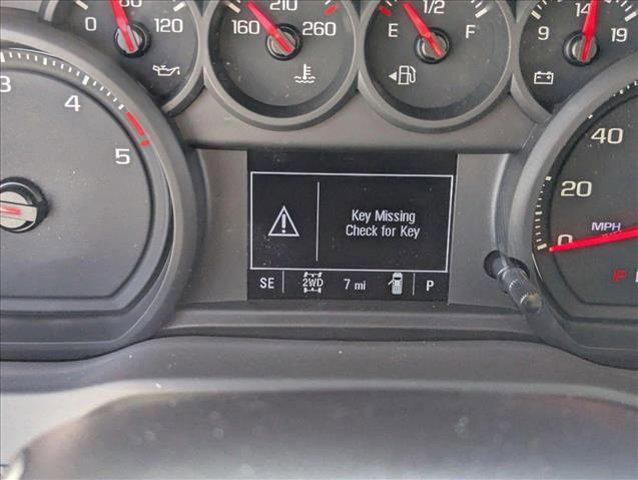 0 80 120
160 210 260
E 1/2 F
9 14 19
3 4 5
40
20
0
MPH
Key Missing
Check for Key
SE 2WD 7 mi P
P